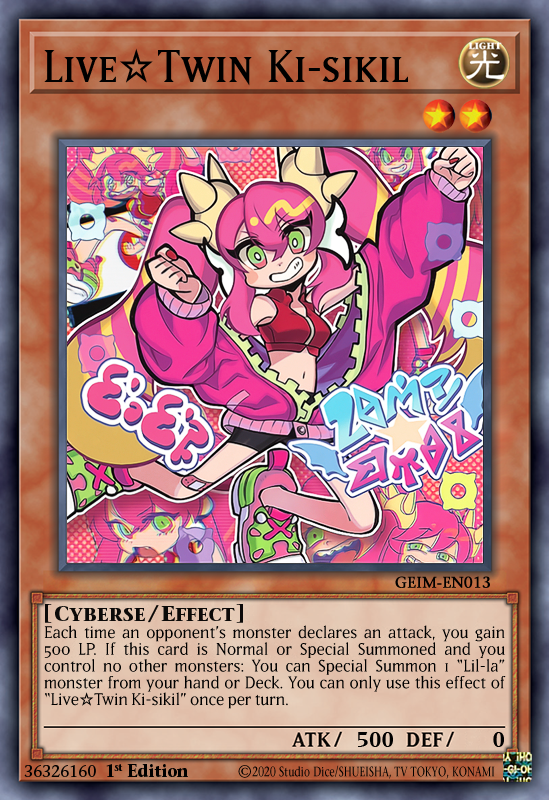 Live☆Twin Ki-sikil
LIGHT
光
GEIM-EN013
[Cyberse/Effect]
Each time an opponent's monster declares an attack, you gain
500 LP. If this card is Normal or Special Summoned and you
control no other monsters: You can Special Summon 1 "Lil-la"
monster from your hand or Deck. You can only use this effect of
"Live☆Twin Ki-sikil" once per turn.
ATK/ 500 DEF/ 0
36326160 1st Edition ©2020 Studio Dice/SHUEISHA, TV TOKYO, KONAMI